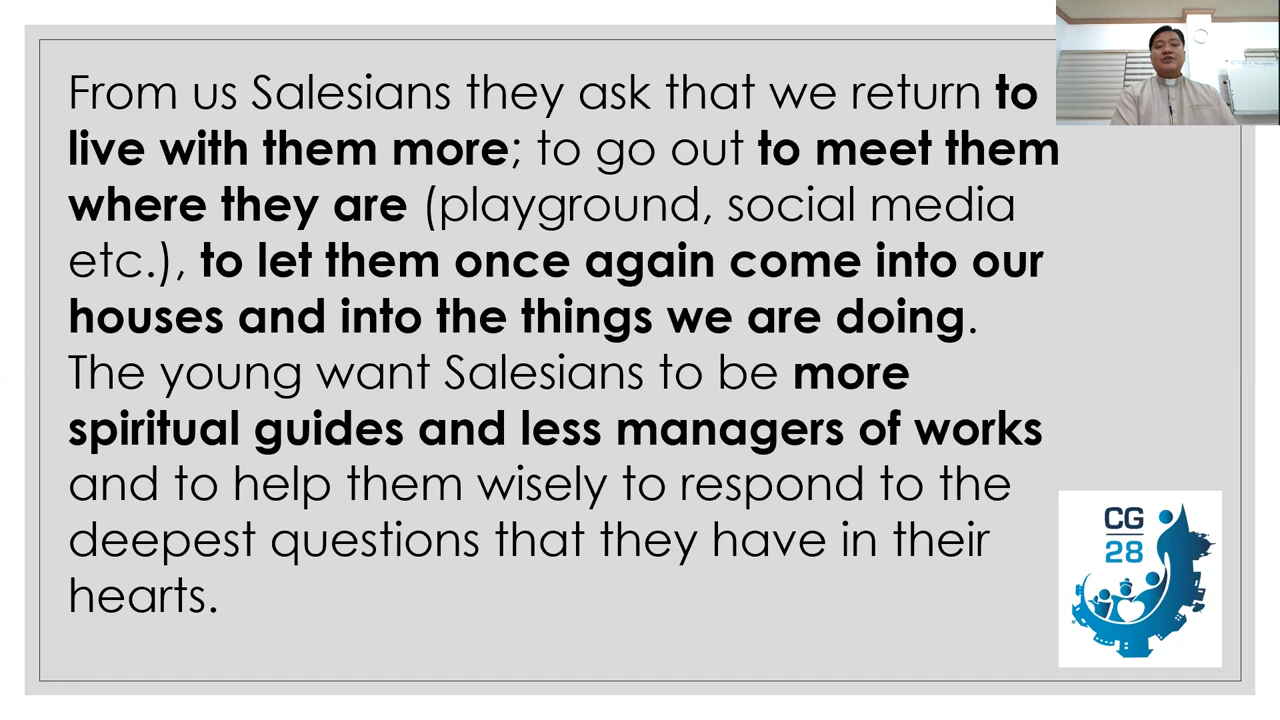 From us Salesians they ask that we return to
live with them more; to go out to meet them
where they are (playground, social media
etc.), to let them once again come into our
houses and into the things we are doing.
The young want Salesians to be more
spiritual guides and less managers of works
and to help them wisely to respond to the
deepest questions that they have in their
hearts.
CG
28